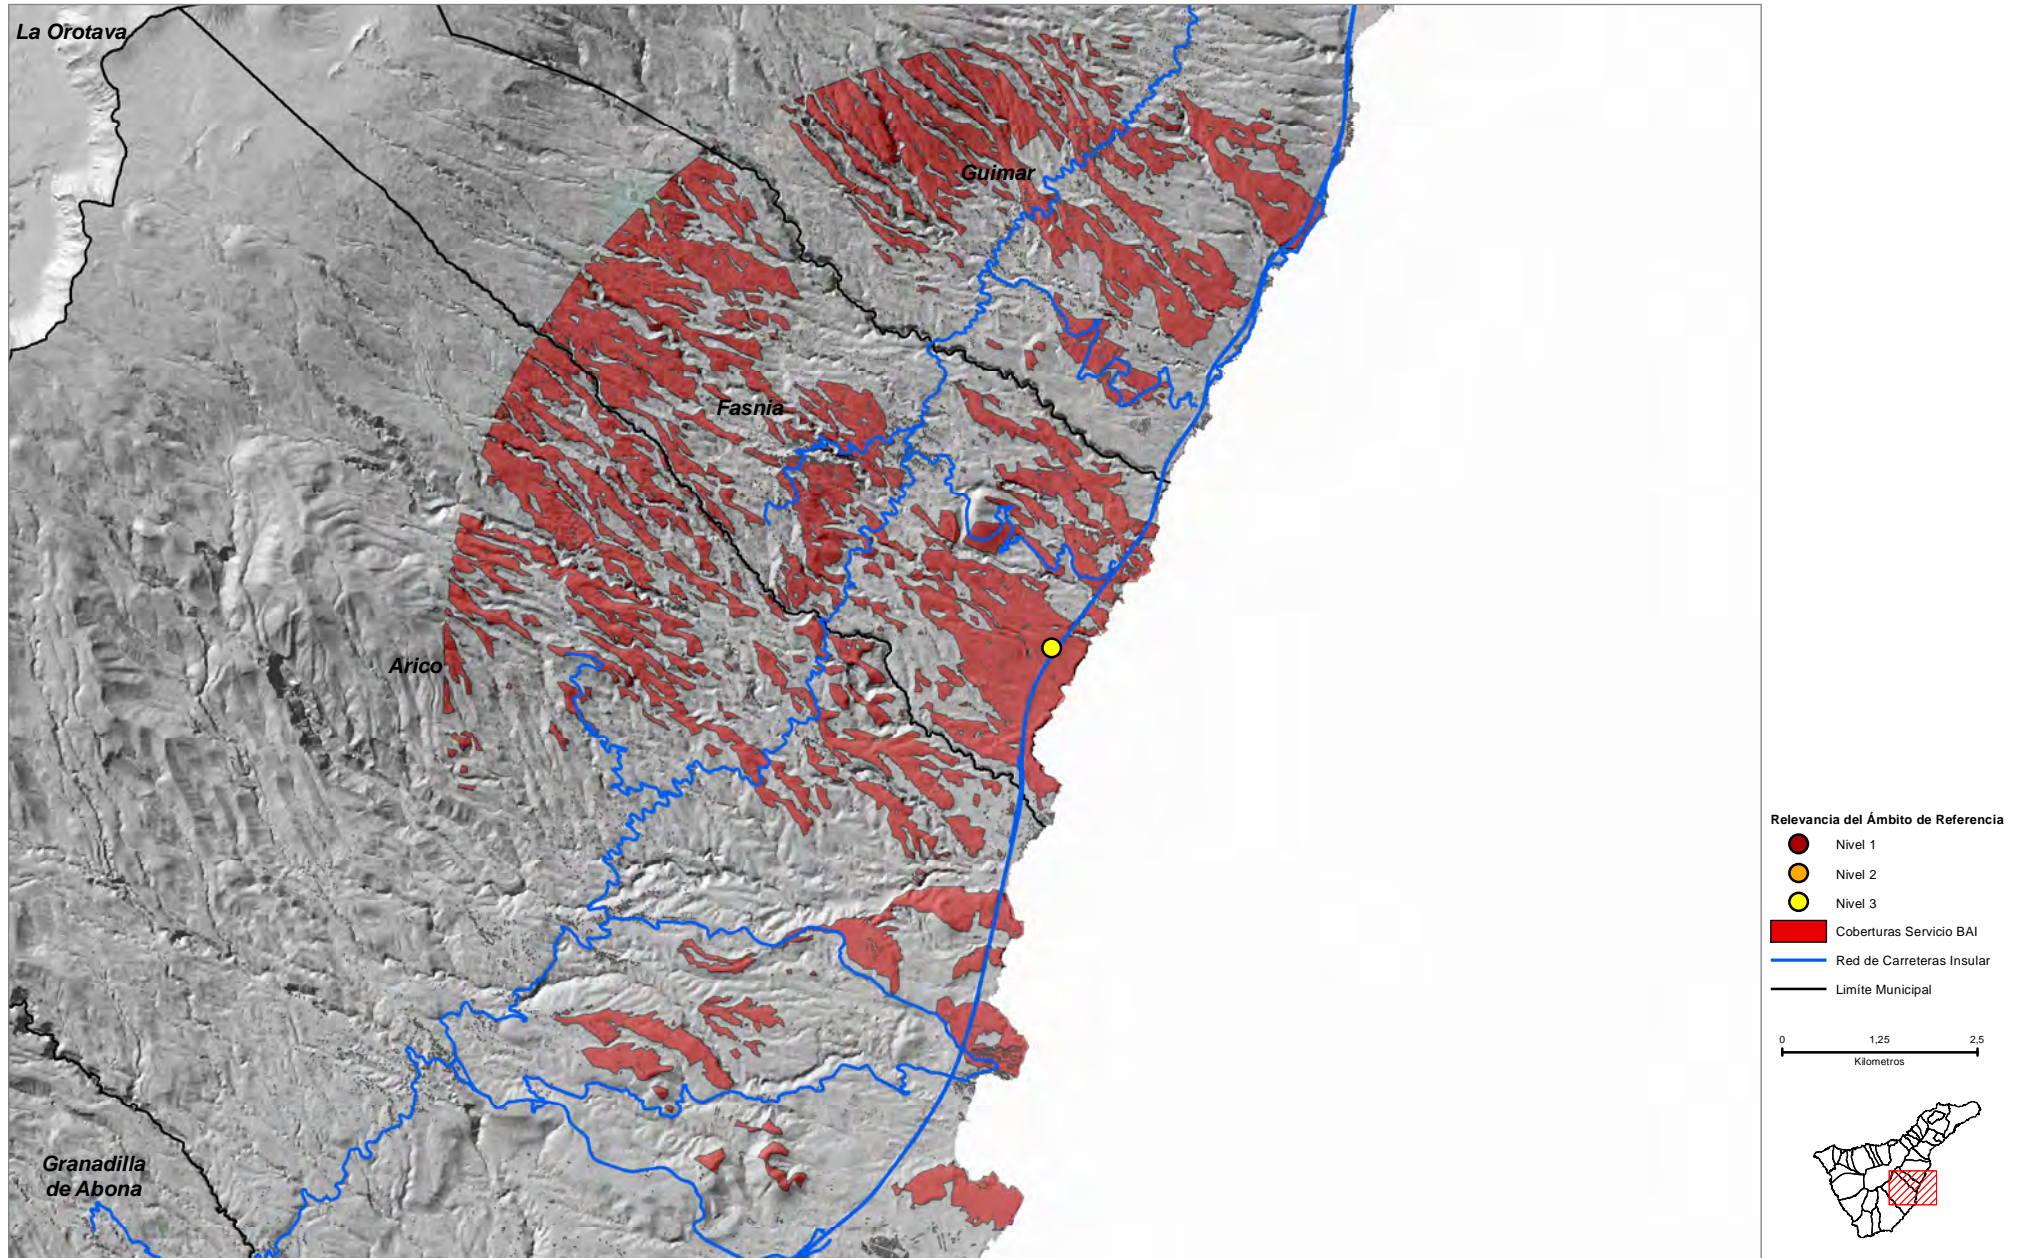 La Orotava
Guimar
Fasnia
Arico
Granadilla
de Abona
Relevancia del Ámbito de Referencia
Nivel 1
Nivel 2
Nivel 3
Coberturas Servicio BAI
Red de Carreteras Insular
Limíte Municipal
0 1,25 2,5
Kilometros